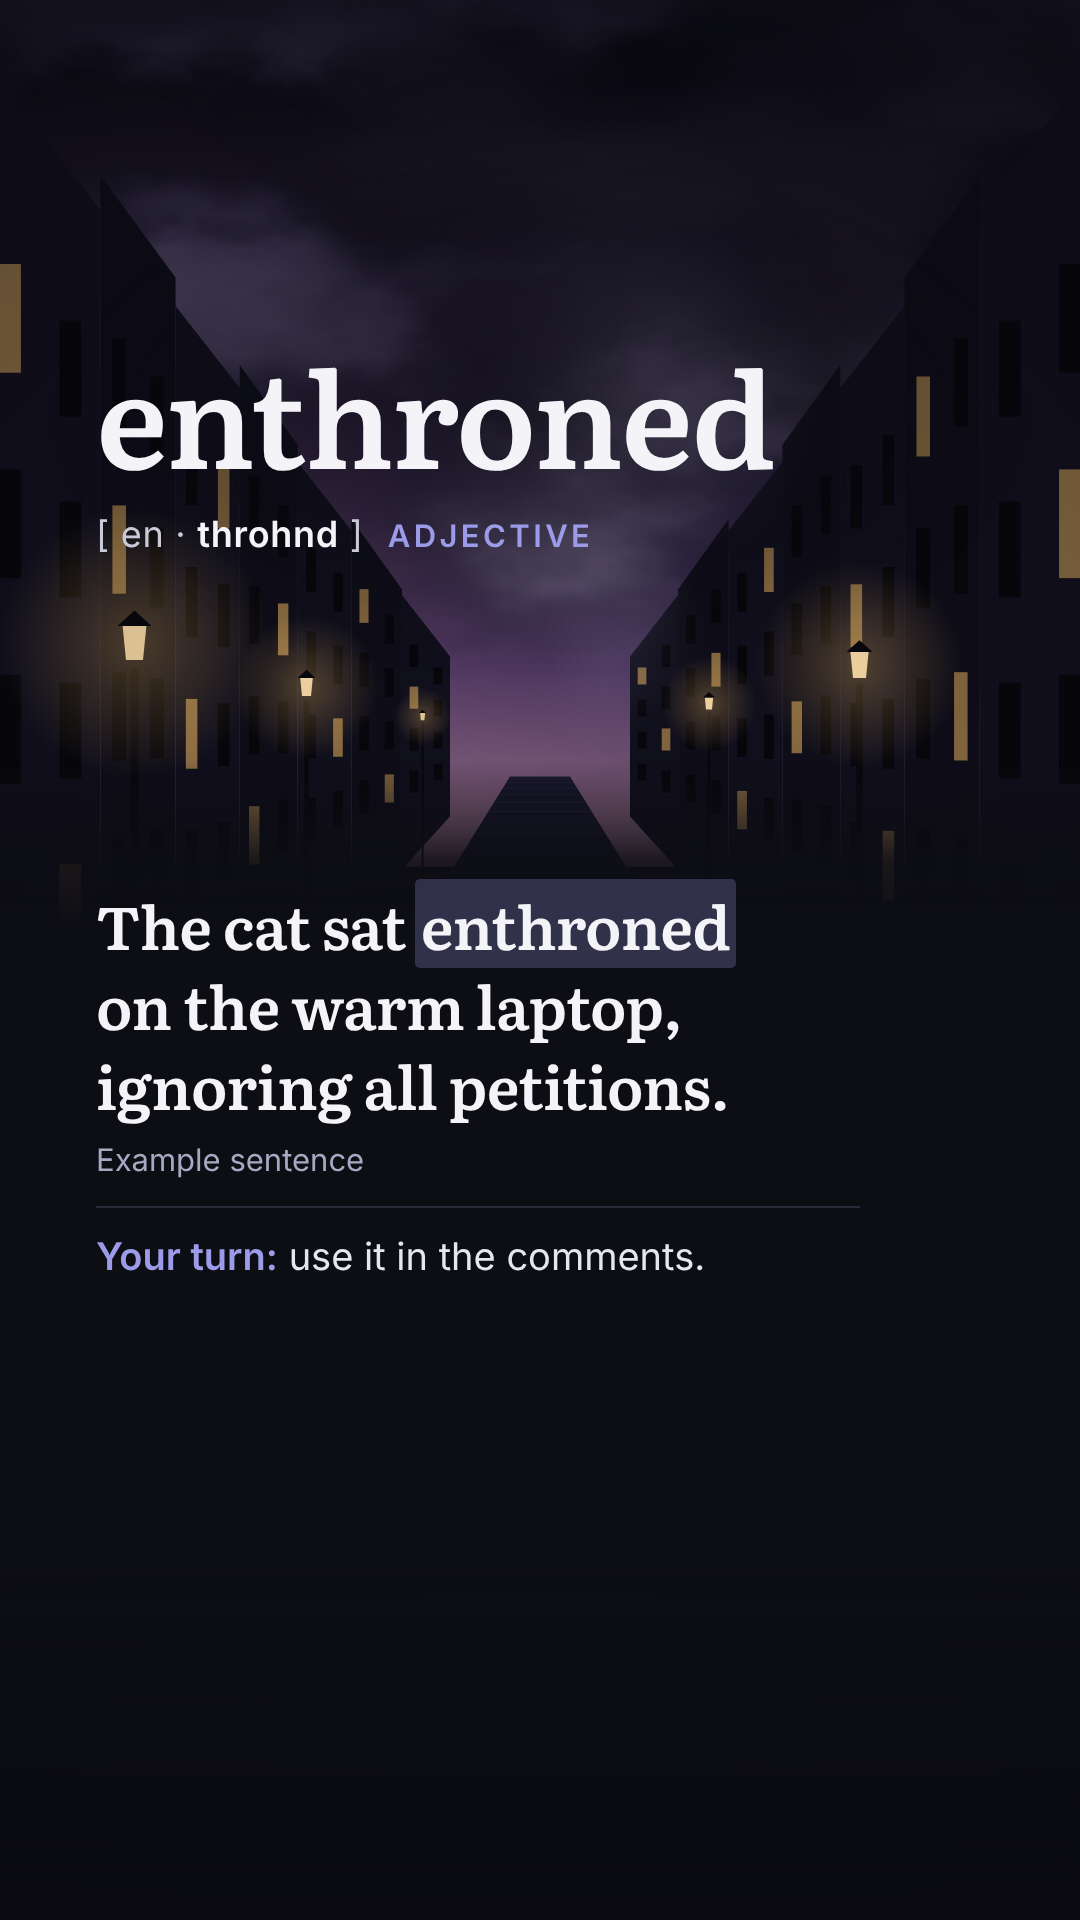 enthroned
[ en · throhnd ] ADJECTIVE
The cat sat enthroned
on the warm laptop,
ignoring all petitions.
Example sentence
Your turn: use it in the comments.